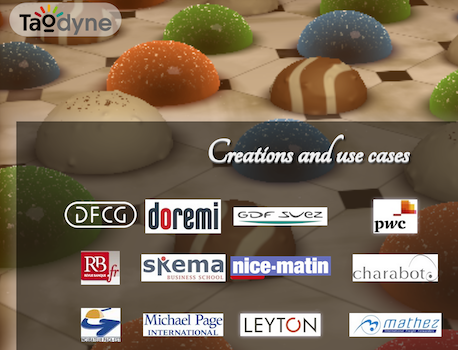 Taodyne
Creations and use cases
DFCG
doremi
GDF SUEZ
pwc
RB
fr
skema
BUSINESS SCHOOL
nice-matin
charabot
Michael Page
INTERNATIONAL
LEYTON
mathez